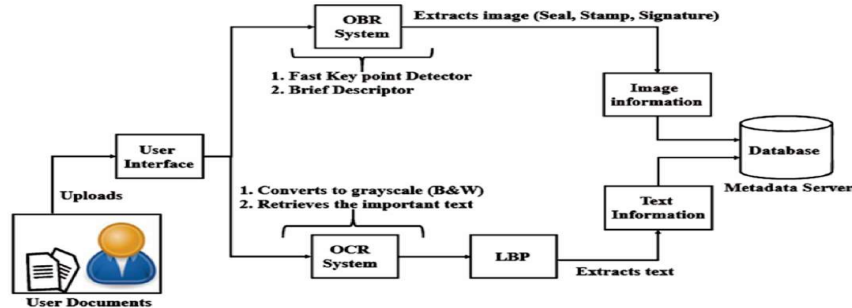 OBR
System
Extracts image (Seal, Stamp, Signature)
1. Fast Key point Detector
2. Brief Descriptor
Image
information
User
Interface
Database
Metadata Server
Uploads
1. Converts to grayscale (B&W)
2. Retrieves the important text
Text
Information
OCR
System
LBP
Extracts text
User Documents